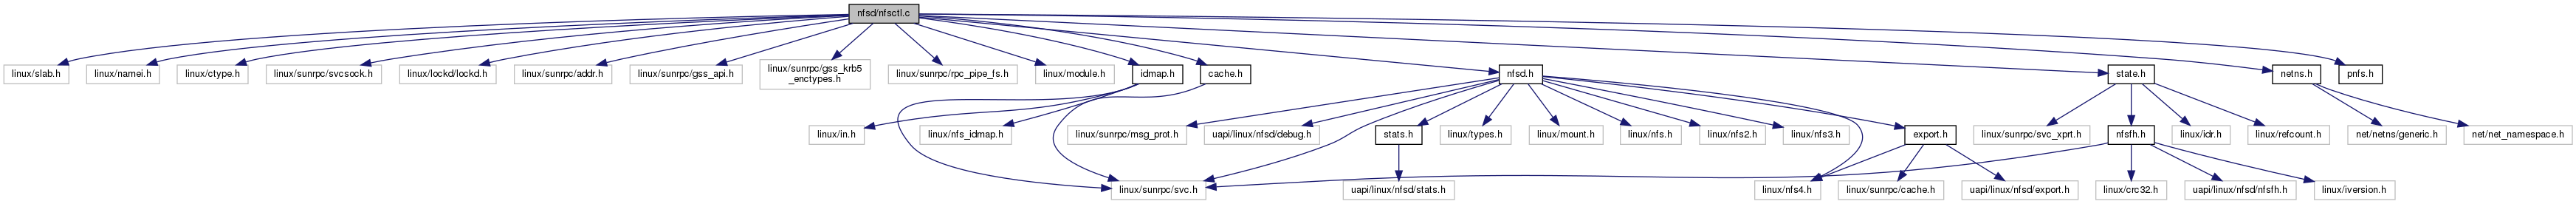 nfsd/nfsctl.c
linux/slab.h
linux/namei.h
linux/ctype.h
linux/sunrpc/svcsock.h
linux/lockd/lockd.h
linux/sunrpc/addr.h
linux/sunrpc/gss_api.h
linux/sunrpc/gss_krb5
_enctypes.h
linux/sunrpc/rpc_pipe_fs.h
linux/module.h
idmap.h
cache.h
nfsd.h
state.h
netns.h
pnfs.h
linux/in.h
linux/nfs_idmap.h
linux/sunrpc/msg_prot.h
uapi/linux/nfsd/debug.h
stats.h
linux/types.h
linux/mount.h
linux/nfs.h
linux/nfs2.h
linux/nfs3.h
export.h
linux/sunrpc/svc_xprt.h
nfsfh.h
linux/idr.h
linux/refcount.h
net/netns/generic.h
net/net_namespace.h
linux/sunrpc/svc.h
uapi/linux/nfsd/stats.h
linux/nfs4.h
linux/sunrpc/cache.h
uapi/linux/nfsd/export.h
linux/crc32.h
uapi/linux/nfsd/nfsfh.h
linux/iversion.h